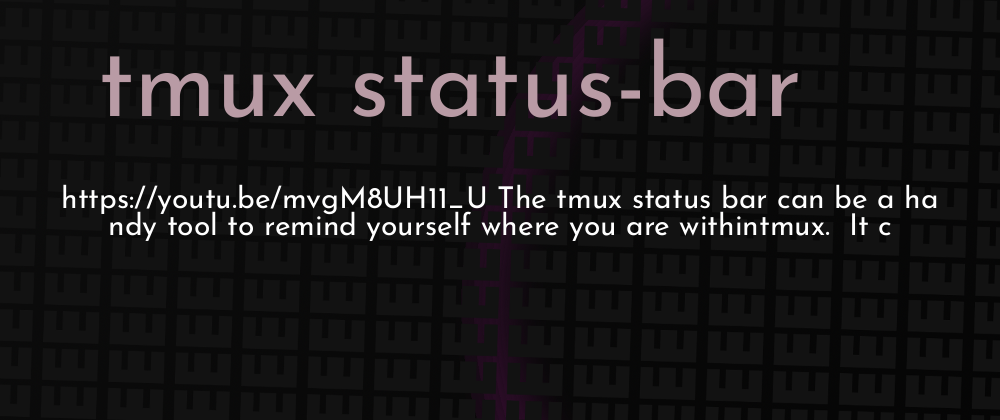 tmux status-bar
https://youtu.be/mvgM8UH11_U The tmux status bar can be a ha
ndy tool to remind yourself where you are withintmux.  It c